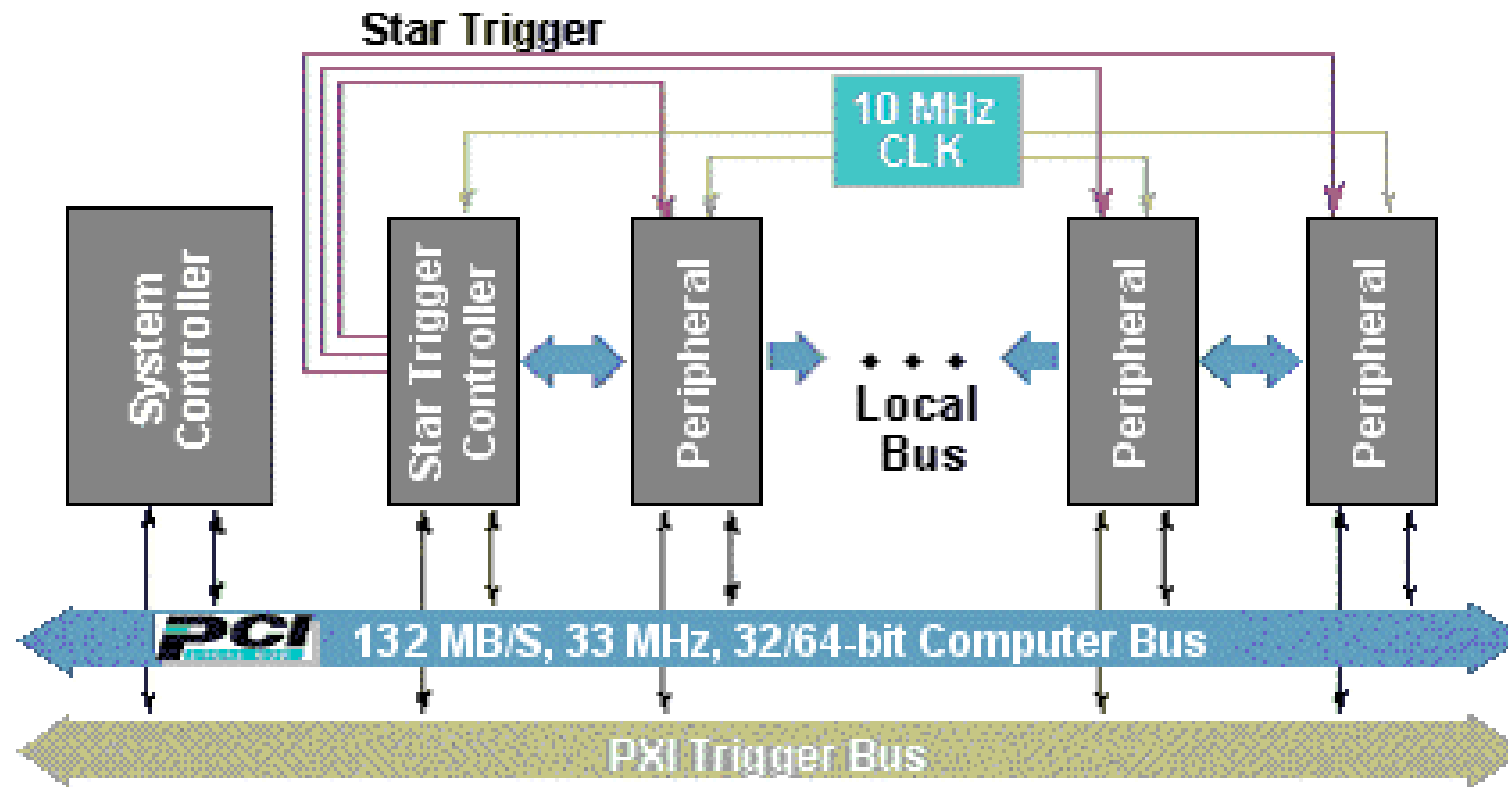 Star Trigger
10 MHz
CLK
System
Controller
Star Trigger
Controller
Peripheral
Local
Bus
Peripheral
Peripheral
PCI
132 MB/S, 33 MHz, 32/64-bit Computer Bus
PXI Trigger Bus